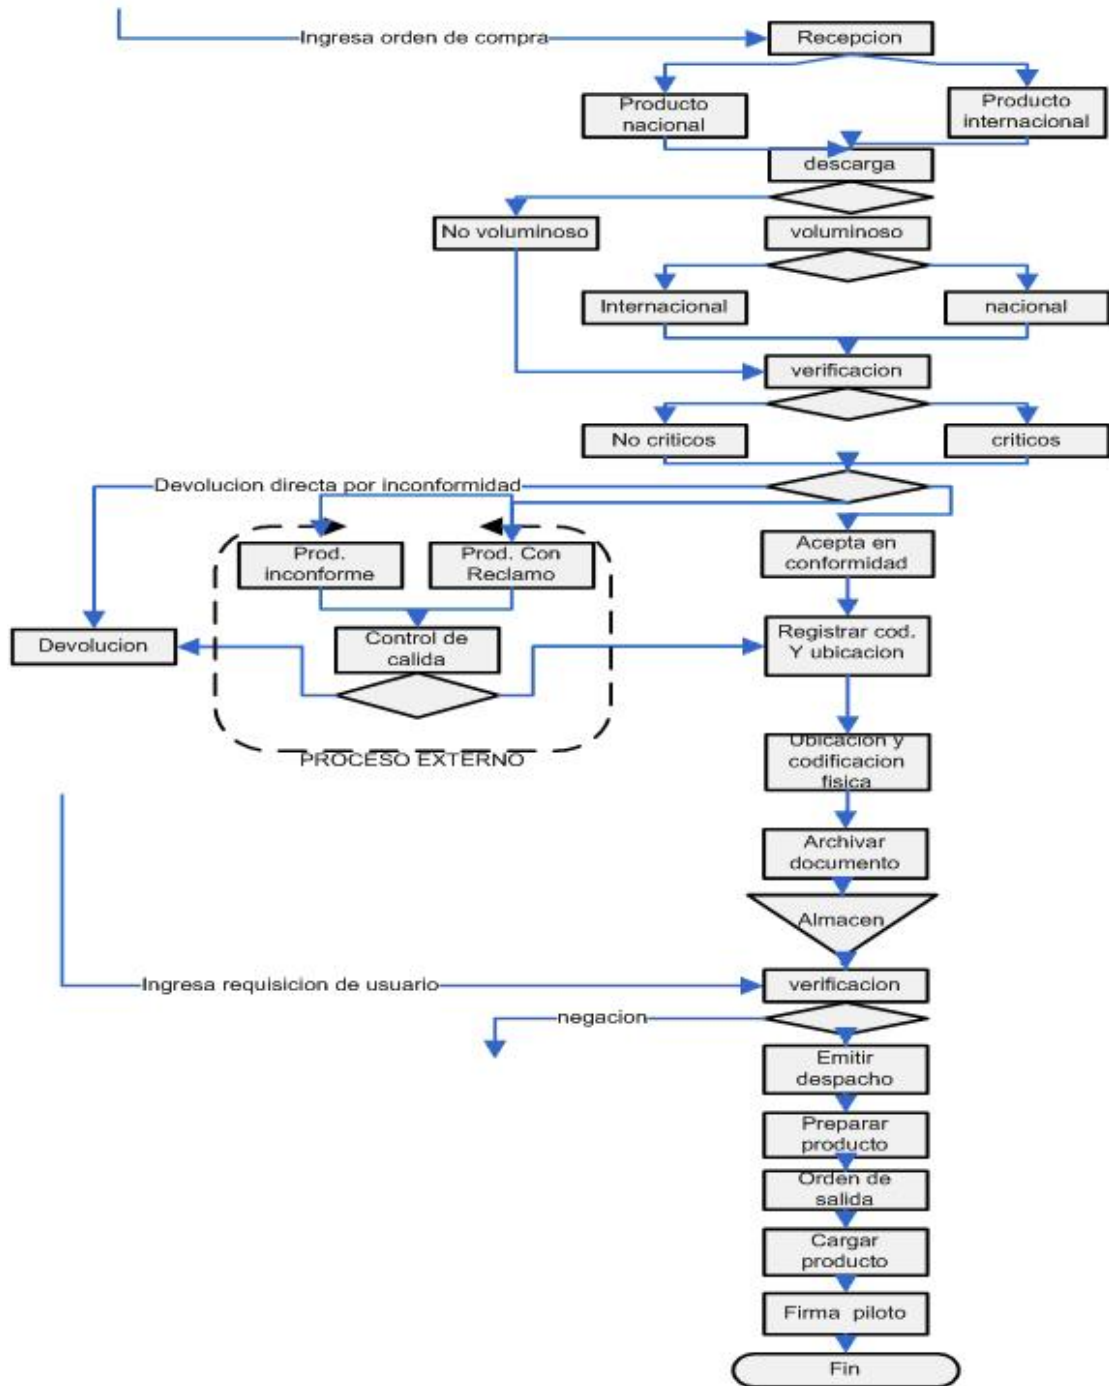 Ingresa orden de compra
Recepcion
Producto
nacional
Producto
internacional
descarga
No voluminoso
voluminoso
Internacional
nacional
verificacion
No criticos
criticos
Devolucion directa por inconformidad
Prod.
inconforme
Prod. Con
Reclamo
Acepta en
conformidad
Devolucion
Control de
calida
Registrar cod.
Y ubicacion
PROCESO EXTERNO
Ubicacion y
codificacion
fisica
Archivar
documento
Almacen
Ingresa requisicion de usuario
verificacion
negacion
Emitir
despacho
Preparar
producto
Orden de
salida
Cargar
producto
Firma piloto
Fin